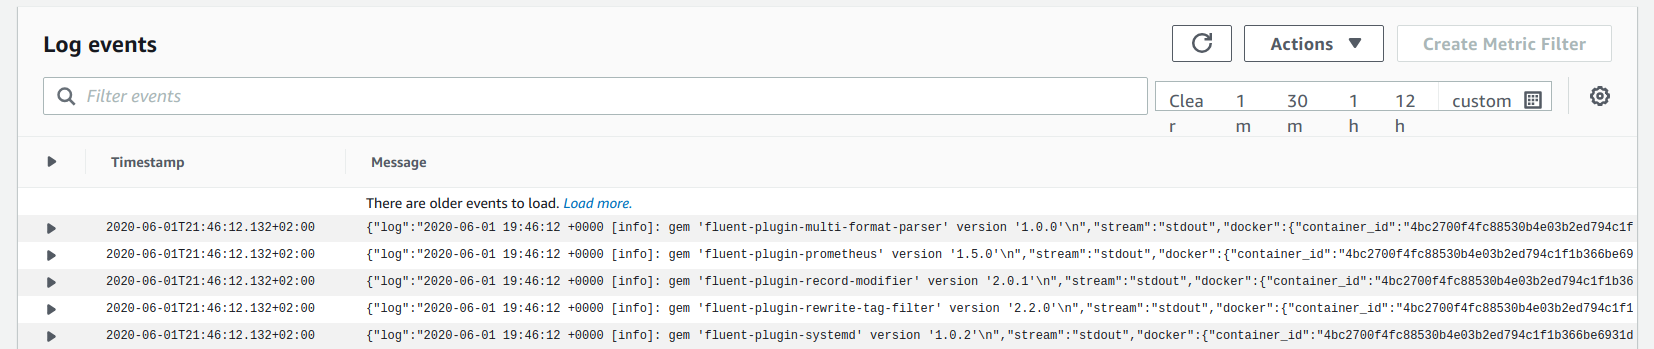 Log events
Actions
Create Metric Filter
Filter events
Clear 1m 30m 1h 12h custom
Timestamp Message
There are older events to load. Load more.
2020-06-01T21:46:12.132+02:00 {"log":"2020-06-01 19:46:12 +0000 [info]: gem 'fluent-plugin-multi-format-parser' version '1.0.0'\n","stream":"stdout","docker":{"container_id":"4bc2700f4fc88530b4e03b2ed794c1f
2020-06-01T21:46:12.132+02:00 {"log":"2020-06-01 19:46:12 +0000 [info]: gem 'fluent-plugin-prometheus' version '1.5.0'\n","stream":"stdout","docker":{"container_id":"4bc2700f4fc88530b4e03b2ed794c1f1b366be69
2020-06-01T21:46:12.132+02:00 {"log":"2020-06-01 19:46:12 +0000 [info]: gem 'fluent-plugin-record-modifier' version '2.0.1'\n","stream":"stdout","docker":{"container_id":"4bc2700f4fc88530b4e03b2ed794c1f1b36
2020-06-01T21:46:12.132+02:00 {"log":"2020-06-01 19:46:12 +0000 [info]: gem 'fluent-plugin-rewrite-tag-filter' version '2.2.0'\n","stream":"stdout","docker":{"container_id":"4bc2700f4fc88530b4e03b2ed794c1f1
2020-06-01T21:46:12.132+02:00 {"log":"2020-06-01 19:46:12 +0000 [info]: gem 'fluent-plugin-systemd' version '1.0.2'\n","stream":"stdout","docker":{"container_id":"4bc2700f4fc88530b4e03b2ed794c1f1b366be6931d